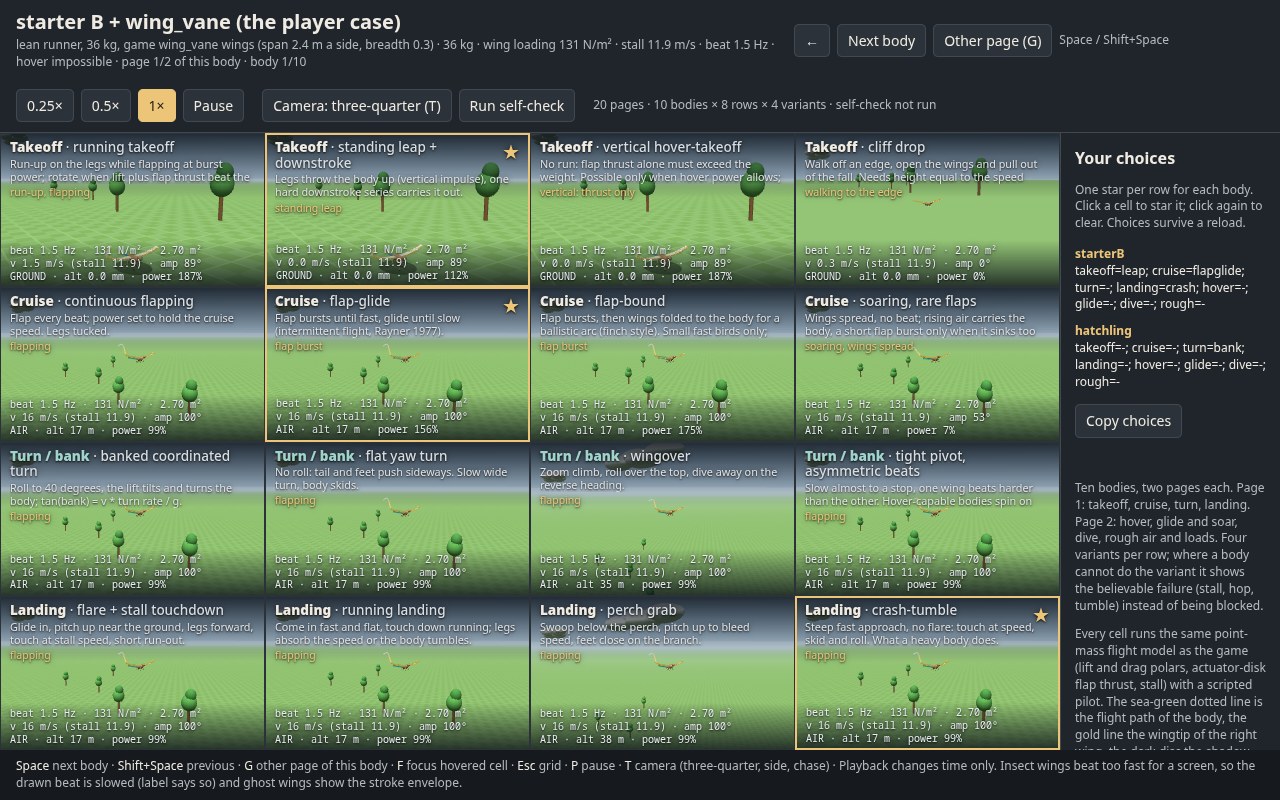 starter B + wing_vane (the player case)
lean runner, 36 kg, game wing_vane wings (span 2.4 m a side, breadth 0.3) · 36 kg · wing loading 131 N/m² · stall 11.9 m/s · beat 1.5 Hz ·
hover impossible · page 1/2 of this body · body 1/10
←
Next body
Other page (G)
Space / Shift+Space
0.25×
0.5×
1×
Pause
Camera: three-quarter (T)
Run self-check
20 pages · 10 bodies × 8 rows × 4 variants · self-check not run
Takeoff · running takeoff
Run-up on the legs while flapping at burst
power; rotate when lift plus flap thrust beat the
run-up, flapping
beat 1.5 Hz · 131 N/m² · 2.70 m²
v 1.5 m/s (stall 11.9) · amp 89°
GROUND · alt 0.0 mm · power 187%
Takeoff · standing leap +
downstroke
★
Legs throw the body up (vertical impulse), one
hard downstroke series carries it out.
standing leap
beat 1.5 Hz · 131 N/m² · 2.70 m²
v 0.0 m/s (stall 11.9) · amp 89°
GROUND · alt 0.0 mm · power 112%
Takeoff · vertical hover-takeoff
No run: flap thrust alone must exceed the
weight. Possible only when hover power allows;
vertical thrust only
beat 1.5 Hz · 131 N/m² · 2.70 m²
v 0.0 m/s (stall 11.9) · amp 89°
GROUND · alt 0.0 mm · power 187%
Takeoff · cliff drop
Walk off an edge, open the wings and pull out
of the fall. Needs height equal to the speed
walking to the edge
beat 1.5 Hz · 131 N/m² · 2.70 m²
v 0.3 m/s (stall 11.9) · amp 0°
GROUND · alt 0.0 mm · power 0%
Cruise · continuous flapping
Flap every beat; power set to hold the cruise
speed. Legs tucked.
flapping
beat 1.5 Hz · 131 N/m² · 2.70 m²
v 16 m/s (stall 11.9) · amp 100°
AIR · alt 17 m · power 99%
Cruise · flap-glide
★
Flap bursts until fast, glide until slow
(intermittent flight, Rayner 1977).
flap burst
beat 1.5 Hz · 131 N/m² · 2.70 m²
v 16 m/s (stall 11.9) · amp 100°
AIR · alt 17 m · power 156%
Cruise · flap-bound
Flap bursts, then wings folded to the body for a
ballistic arc (finch style). Small fast birds only;
flap burst
beat 1.5 Hz · 131 N/m² · 2.70 m²
v 16 m/s (stall 11.9) · amp 100°
AIR · alt 17 m · power 175%
Cruise · soaring, rare flaps
Wings spread, no beat; rising air carries the
body, a short flap burst only when it sinks too
soaring, wings spread
beat 1.5 Hz · 131 N/m² · 2.70 m²
v 16 m/s (stall 11.9) · amp 53°
AIR · alt 17 m · power 7%
Turn / bank · banked coordinated
turn
Roll to 40 degrees, the lift tilts and turns the
body; tan(bank) = v * turn rate / g.
flapping
beat 1.5 Hz · 131 N/m² · 2.70 m²
v 16 m/s (stall 11.9) · amp 100°
AIR · alt 17 m · power 99%
Turn / bank · flat yaw turn
No roll: tail and feet push sideways. Slow wide
turn, body skids.
flapping
beat 1.5 Hz · 131 N/m² · 2.70 m²
v 16 m/s (stall 11.9) · amp 100°
AIR · alt 17 m · power 99%
Turn / bank · wingover
Zoom climb, roll over the top, dive away on the
reverse heading.
flapping
beat 1.5 Hz · 131 N/m² · 2.70 m²
v 16 m/s (stall 11.9) · amp 100°
AIR · alt 35 m · power 99%
Turn / bank · tight pivot,
asymmetric beats
Slow almost to a stop, one wing beats harder
than the other. Hover-capable bodies spin on
flapping
beat 1.5 Hz · 131 N/m² · 2.70 m²
v 16 m/s (stall 11.9) · amp 100°
AIR · alt 17 m · power 99%
Landing · flare + stall touchdown
Glide in, pitch up near the ground, legs forward,
touch at stall speed, short run-out.
flapping
beat 1.5 Hz · 131 N/m² · 2.70 m²
v 16 m/s (stall 11.9) · amp 100°
AIR · alt 17 m · power 99%
Landing · running landing
Come in fast and flat, touch down running; legs
absorb the speed or the body tumbles.
flapping
beat 1.5 Hz · 131 N/m² · 2.70 m²
v 16 m/s (stall 11.9) · amp 100°
AIR · alt 17 m · power 99%
Landing · perch grab
Swoop below the perch, pitch up to bleed
speed, feet close on the branch.
flapping
beat 1.5 Hz · 131 N/m² · 2.70 m²
v 16 m/s (stall 11.9) · amp 100°
AIR · alt 38 m · power 99%
Landing · crash-tumble
★
Steep fast approach, no flare: touch at speed,
skid and roll. What a heavy body does.
flapping
beat 1.5 Hz · 131 N/m² · 2.70 m²
v 16 m/s (stall 11.9) · amp 100°
AIR · alt 17 m · power 99%
Your choices
One star per row for each body.
Click a cell to star it; click again to
clear. Choices survive a reload.
starterB
takeoff=leap; cruise=flapglide;
turn=-; landing=crash; hover=-;
glide=-; dive=-; rough=-
hatchling
takeoff=-; cruise=-; turn=bank;
landing=-; hover=-; glide=-; dive=-;
rough=-
Copy choices
Ten bodies, two pages each. Page
1: takeoff, cruise, turn, landing.
Page 2: hover, glide and soar,
dive, rough air and loads. Four
variants per row; where a body
cannot do the variant it shows
the believable failure (stall, hop,
tumble) instead of being blocked.
Every cell runs the same point-
mass flight model as the game
(lift and drag polars, actuator-disk
flap thrust, stall) with a scripted
pilot. The sea-green dotted line is
the flight path of the body, the
gold line the wingtip of the right
wing, the dark disc the shadow
Space next body · Shift+Space previous · G other page of this body · F focus hovered cell · Esc grid · P pause · T camera (three-quarter, side, chase) · Playback changes time only. Insect wings beat too fast for a screen, so the
drawn beat is slowed (label says so) and ghost wings show the stroke envelope.